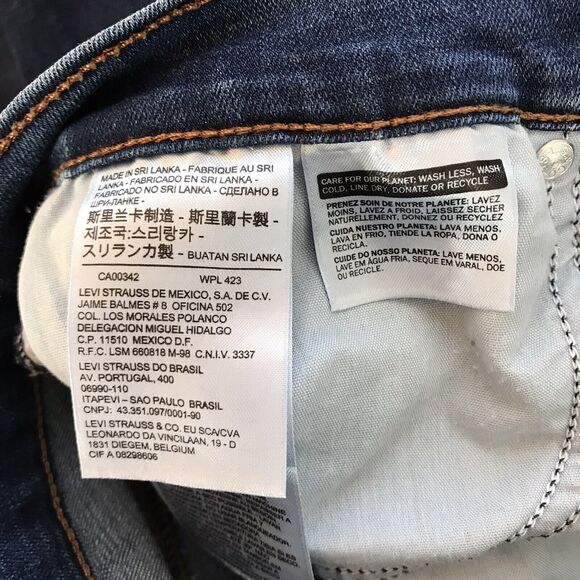 MADE IN SRI LANKA - FABRIQUE AU SRI
LANKA - FABRICADO EN SRI LANKA -
FABRICADO NO SRI LANKA - СДЕЛАНО В
ШРИ-ЛАНКЕ -
斯里兰卡制造 - 斯里蘭卡製 -
제조국:스리랑카 -
スリランカ製 - BUATAN SRI LANKA
CA00342 WPL 423
LEVI STRAUSS DE MEXICO, S.A. DE C.V.
JAIME BALMES # 8 OFICINA 502
COL. LOS MORALES POLANCO
DELEGACION MIGUEL HIDALGO
C.P. 11510 MEXICO D.F.
R.F.C. LSM 660818 M-98 C.N.I.V. 3337
LEVI STRAUSS DO BRASIL
AV. PORTUGAL, 400
06990-110
ITAPEVI – SAO PAULO BRASIL
CNPJ: 43.351.097/0001-90
LEVI STRAUSS & CO. EU SCA/CVA
LEONARDO DA VINCILAAN, 19 - D
1831 DIEGEM, BELGIUM
CIF A 08298606
CARE FOR OUR PLANET: WASH LESS, WASH
COLD, LINE DRY, DONATE OR RECYCLE
PRENEZ SOIN DE NOTRE PLANETE: LAVEZ
MOINS, LAVEZ A FROID, LAISSEZ SECHER
NATURELLEMENT, DONNEZ OU RECYCLEZ
CUIDA NUESTRO PLANETA: LAVA MENOS,
LAVA EN FRIO, TIENDE LA ROPA, DONA O
RECICLA.
CUIDE DO NOSSO PLANETA: LAVE MENOS,
LAVE EM ÁGUA FRIA, SEQUE EM VARAL, DOE
OU RECICLE.